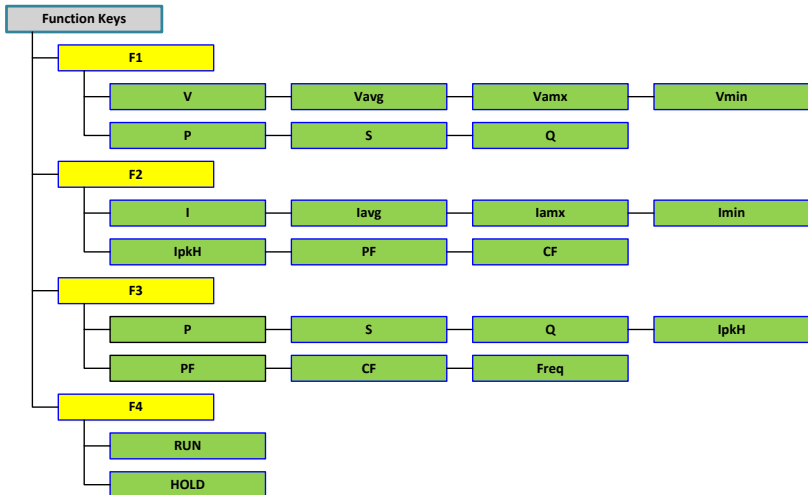 Function Keys
F1
V Vavg Vamx Vmin
P S Q
F2
I Iavg Iamx Imin
IpkH PF CF
F3
P S Q IpkH
PF CF Freq
F4
RUN
HOLD